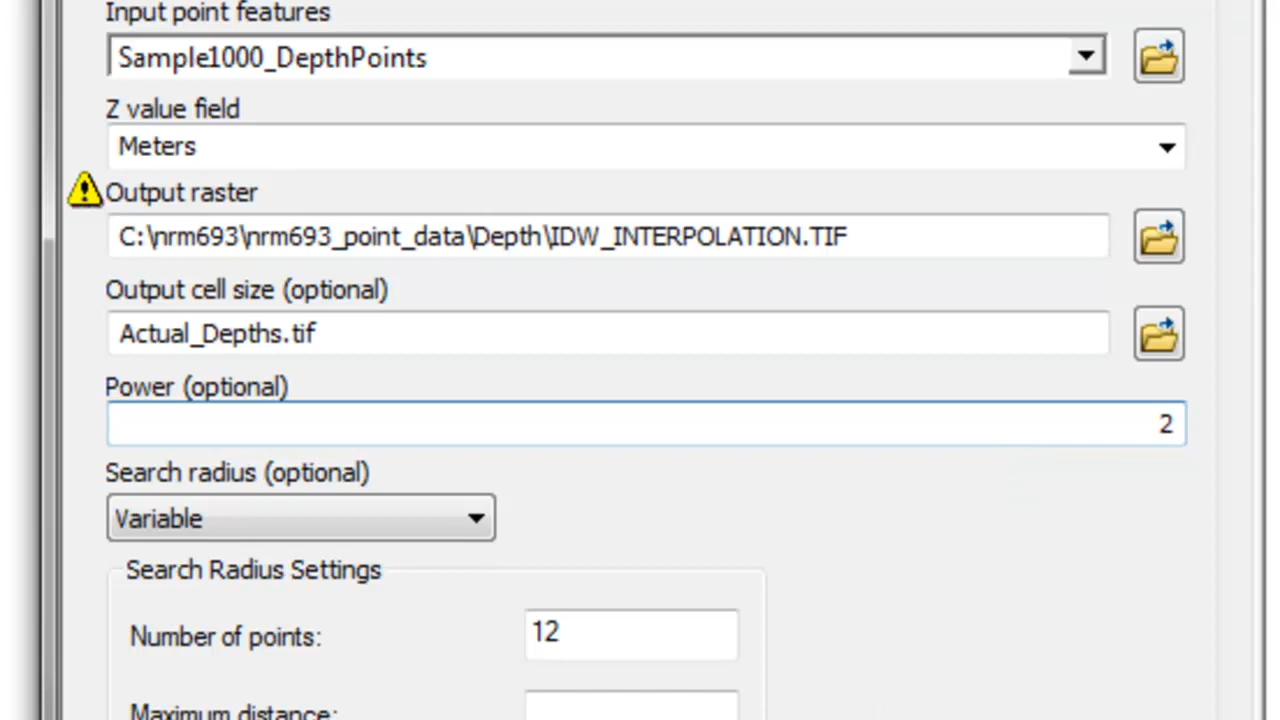 Input point features
Sample1000_DepthPoints
Z value field
Meters
Output raster
C:\nrm693\nrm693_point_data\Depth\IDW_INTERPOLATION.TIF
Output cell size (optional)
Actual_Depths.tif
Power (optional)
2
Search radius (optional)
Variable
Search Radius Settings
Number of points:
12
Maximum distance: